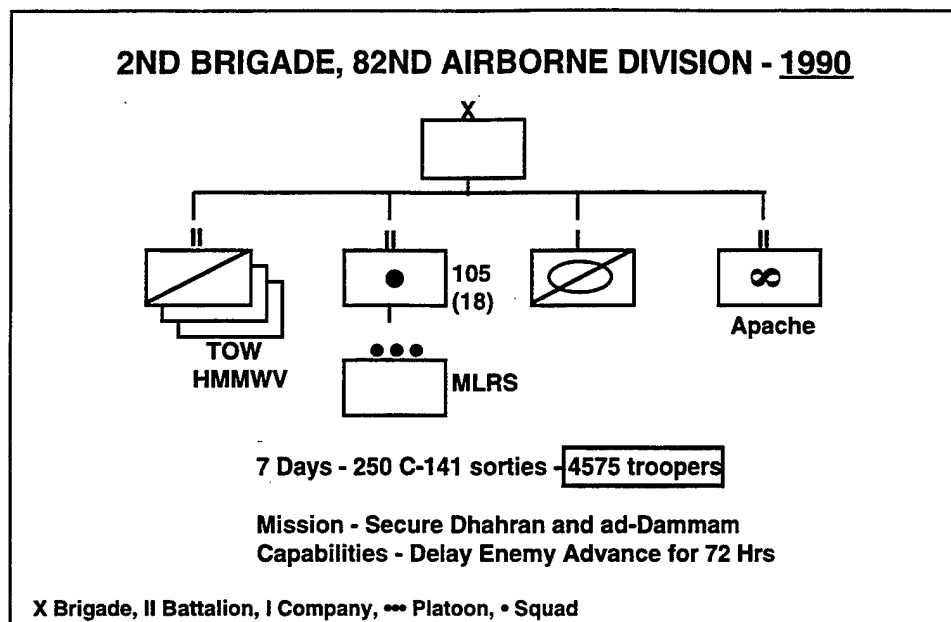 2ND BRIGADE, 82ND AIRBORNE DIVISION - 1990
X
II
II
I
II
105
(18)
TOW
HMMWV
Apache
•••
MLRS
7 Days - 250 C-141 sorties - 4575 troopers
Mission - Secure Dhahran and ad-Dammam
Capabilities - Delay Enemy Advance for 72 Hrs
X Brigade, II Battalion, I Company, ••• Platoon, • Squad